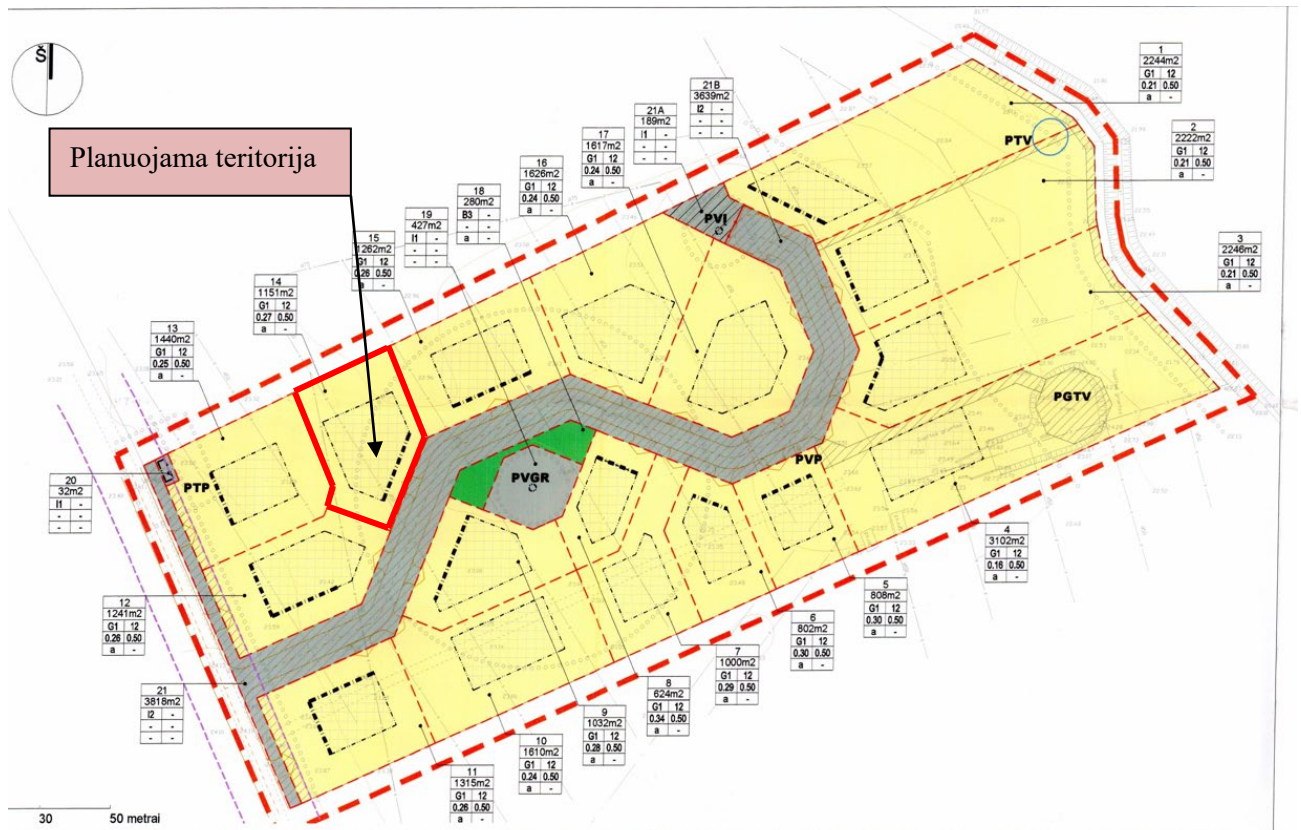 Š
Planuojama teritorija
1
2244m2
G1 12
0.21 0.50
a -
2
2222m2
G1 12
0.21 0.50
a -
3
2246m2
G1 12
0.21 0.50
a -
21B
3639m2
I2 -
- -
- -
21A
189m2
I1 -
- -
- -
17
1617m2
G1 12
0.24 0.50
a -
16
1626m2
G1 12
0.24 0.50
a -
18
280m2
B3 -
- -
a -
19
427m2
I1 -
- -
- -
15
1262m2
G1 12
0.26 0.50
a -
14
1151m2
G1 12
0.27 0.50
a -
13
1440m2
G1 12
0.25 0.50
a -
PTV
PVI
PGTV
PVP
PVGR
PTP
20
32m2
I1 -
- -
- -
12
1241m2
G1 12
0.26 0.50
a -
21
3818m2
I2 -
- -
- -
4
3102m2
G1 12
0.16 0.50
a -
5
808m2
G1 12
0.30 0.50
a -
6
802m2
G1 12
0.30 0.50
a -
7
1000m2
G1 12
0.29 0.50
a -
8
624m2
G1 12
0.34 0.50
a -
9
1032m2
G1 12
0.28 0.50
a -
10
1610m2
G1 12
0.24 0.50
a -
11
1315m2
G1 12
0.26 0.50
a -
30 50 metrai